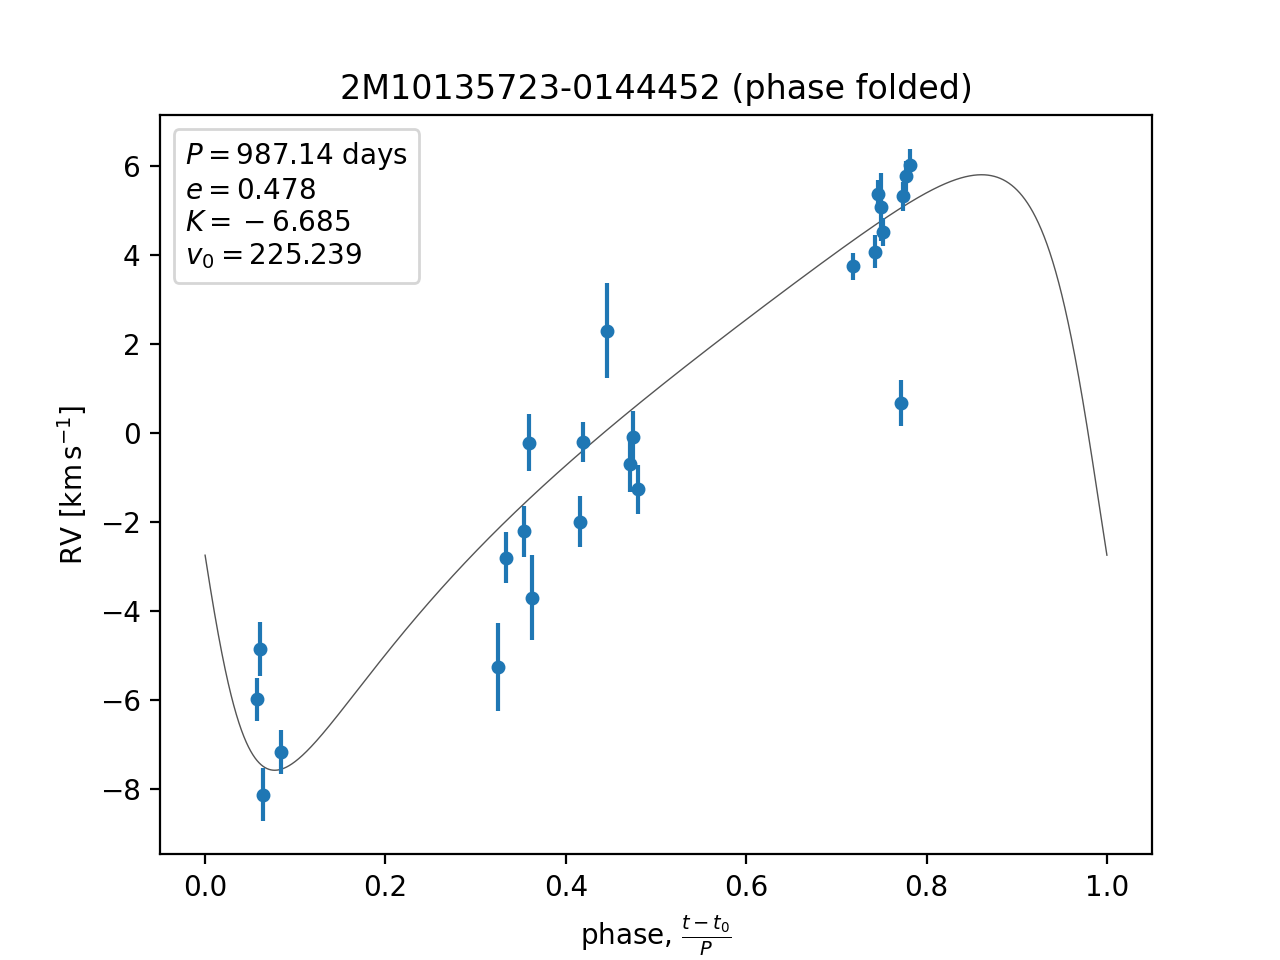 2M10135723-0144452 (phase folded)
P = 987.14 days
e = 0.478
K = −6.685
v₀ = 225.239
6
4
2
0
−2
−4
−6
−8
RV [km s⁻¹]
0.0 0.2 0.4 0.6 0.8 1.0
phase, (t − t₀)/P